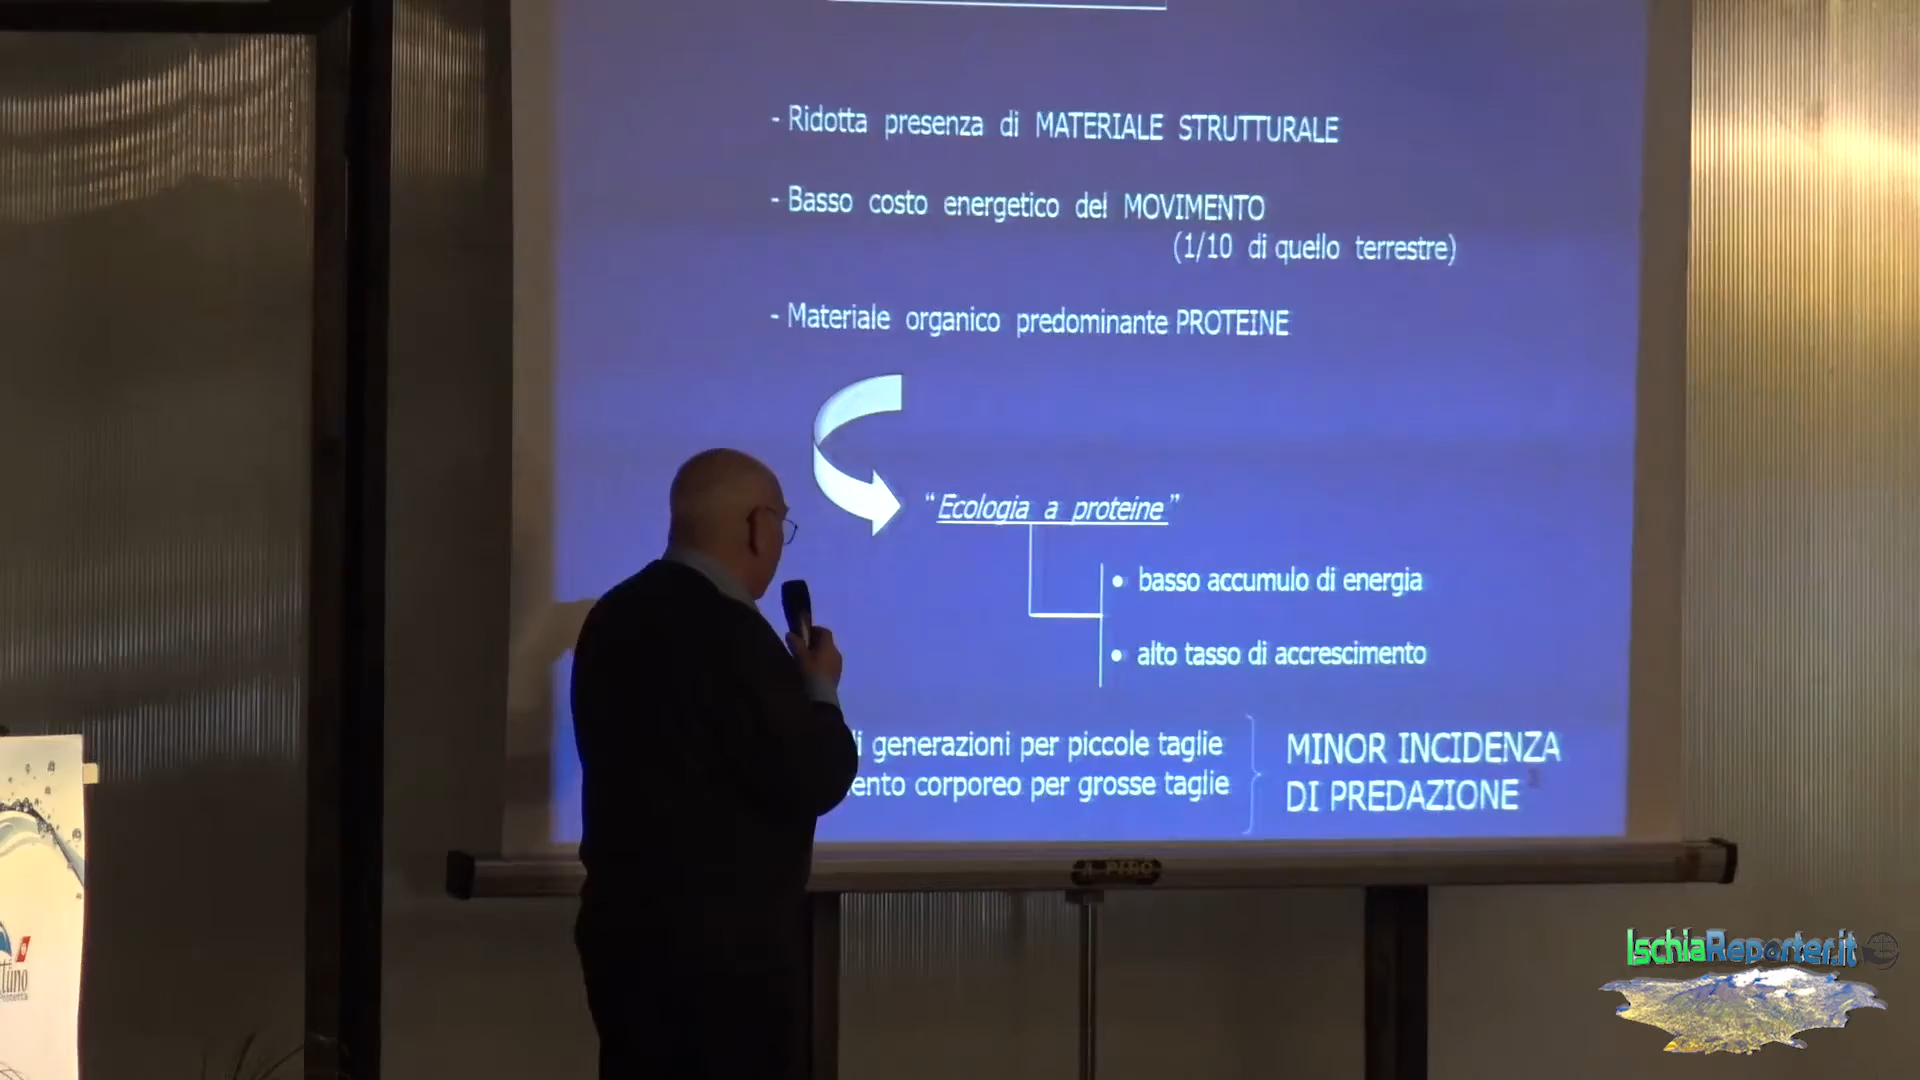 - Ridotta presenza di MATERIALE STRUTTURALE
- Basso costo energetico del MOVIMENTO
(1/10 di quello terrestre)
- Materiale organico predominante PROTEINE
"Ecologia a proteine"
• basso accumulo di energia
• alto tasso di accrescimento
generazioni per piccole taglie
corporeo per grosse taglie
MINOR INCIDENZA
DI PREDAZIONE
IschiaReporter.it